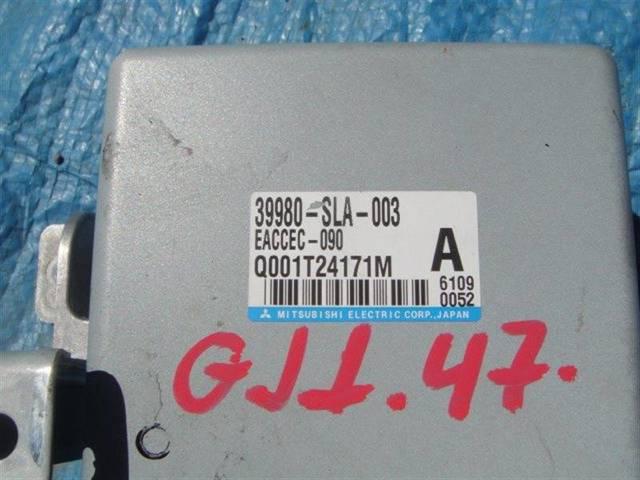 39980-SLA-003
EACCEC-090
Q001T24171M
A
6109
0052
MITSUBISHI ELECTRIC CORP., JAPAN
GJ1.47.